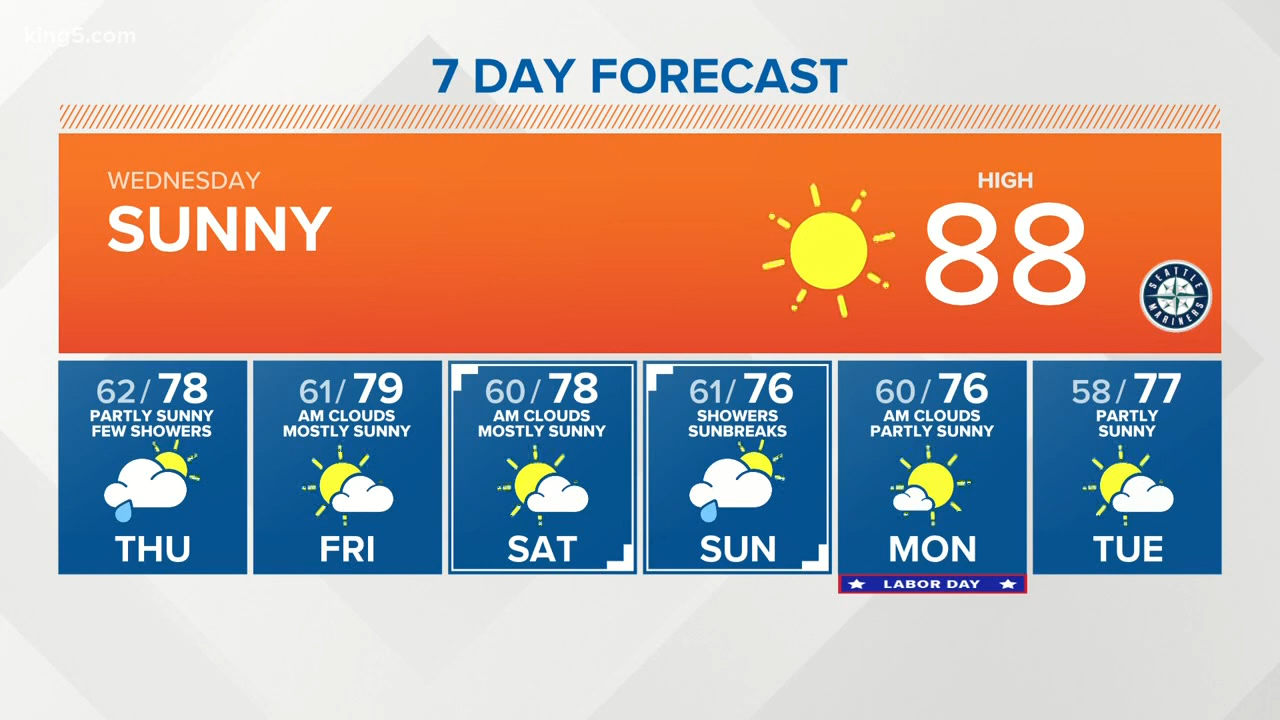 king5.com
7 DAY FORECAST
WEDNESDAY
SUNNY
HIGH
88
SEATTLE
MARINERS
62/78
PARTLY SUNNY
FEW SHOWERS
THU
61/79
AM CLOUDS
MOSTLY SUNNY
FRI
60/78
AM CLOUDS
MOSTLY SUNNY
SAT
61/76
SHOWERS
SUNBREAKS
SUN
60/76
AM CLOUDS
PARTLY SUNNY
MON
LABOR DAY
58/77
PARTLY
SUNNY
TUE